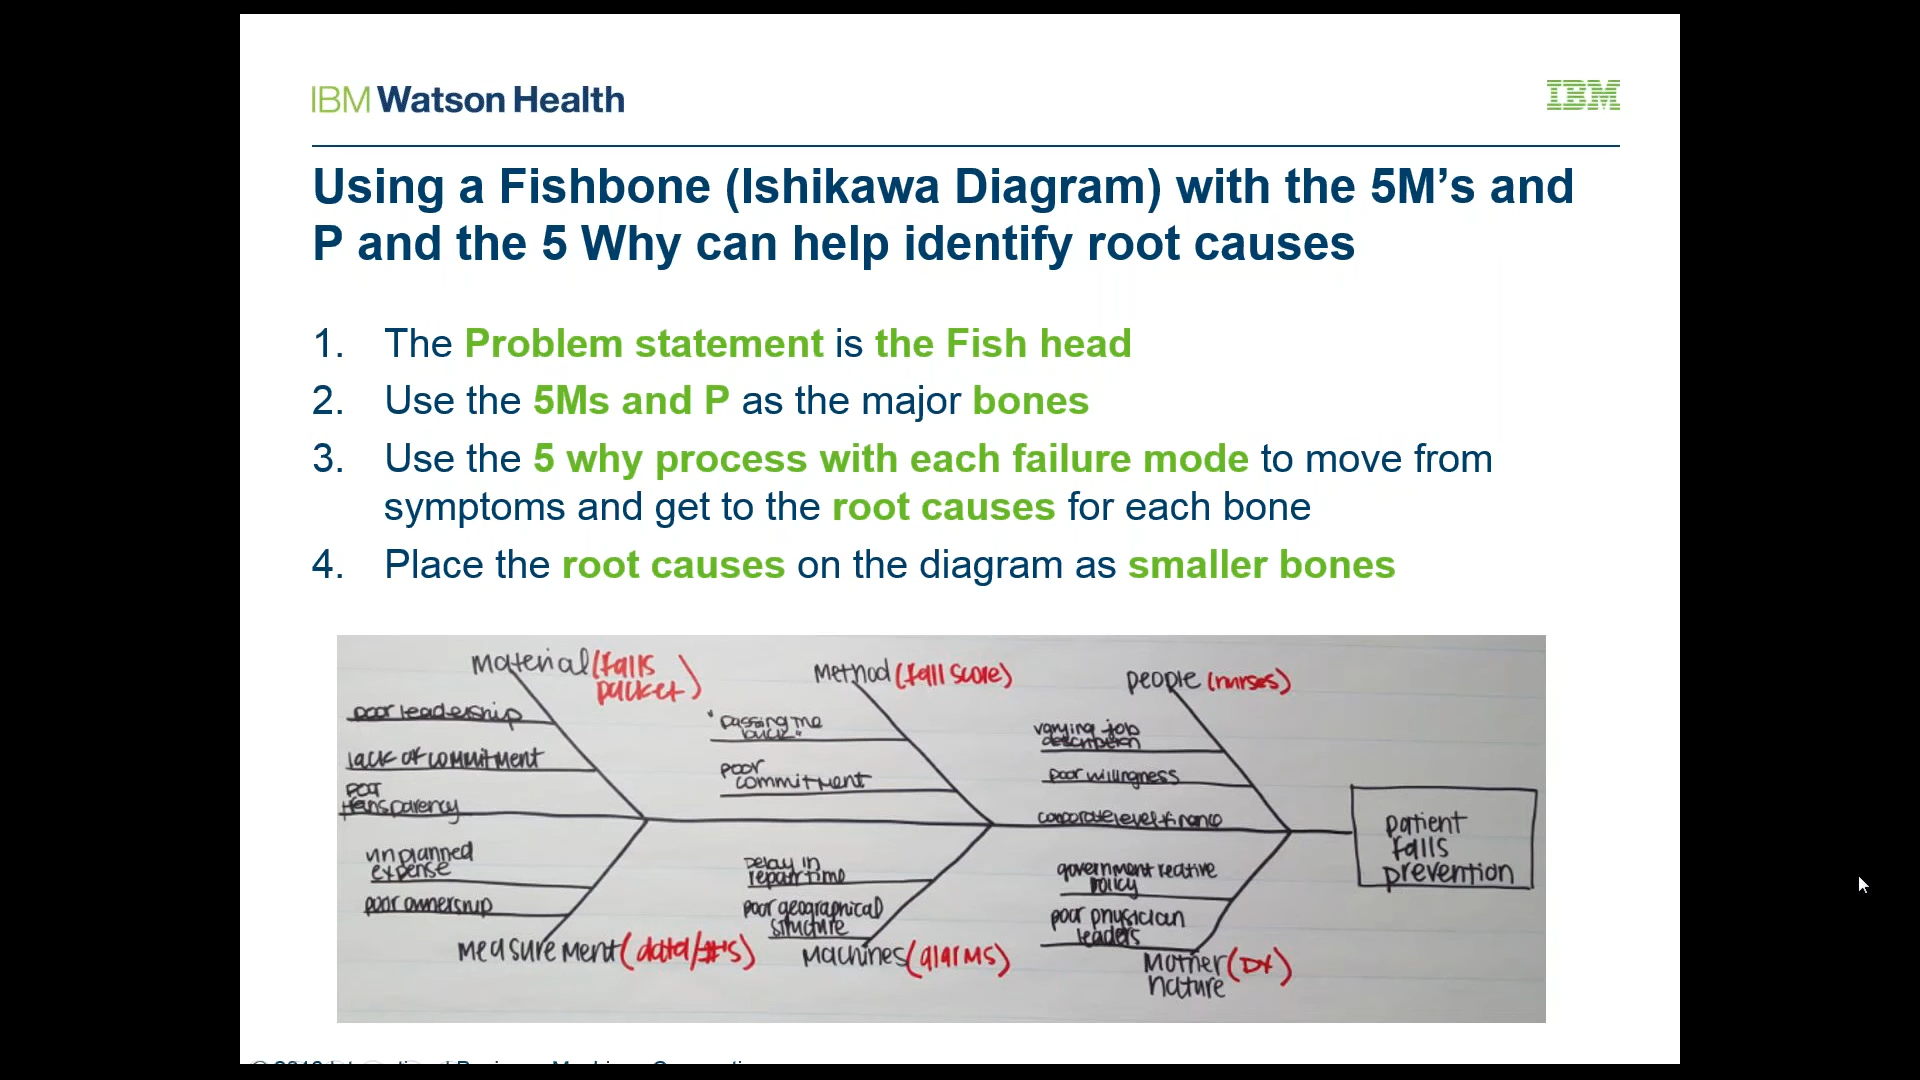 IBM Watson Health
IBM
Using a Fishbone (Ishikawa Diagram) with the 5M's and
P and the 5 Why can help identify root causes
1. The Problem statement is the Fish head
2. Use the 5Ms and P as the major bones
3. Use the 5 why process with each failure mode to move from
symptoms and get to the root causes for each bone
4. Place the root causes on the diagram as smaller bones
Material (falls
packet)
poor leadership
lack of commitment
poor
transparency
Method (fall score)
"passing the
buck"
poor
commitment
people (nurses)
varying job
description
poor willingness
corporate level finance
patient
falls
prevention
unplanned
expense
poor ownership
Measurement (data/#'s)
Delay in
repair time
poor geographical
structure
Machines (alarms)
government reative
policy
poor physician
leaders
Mother (DX)
nature